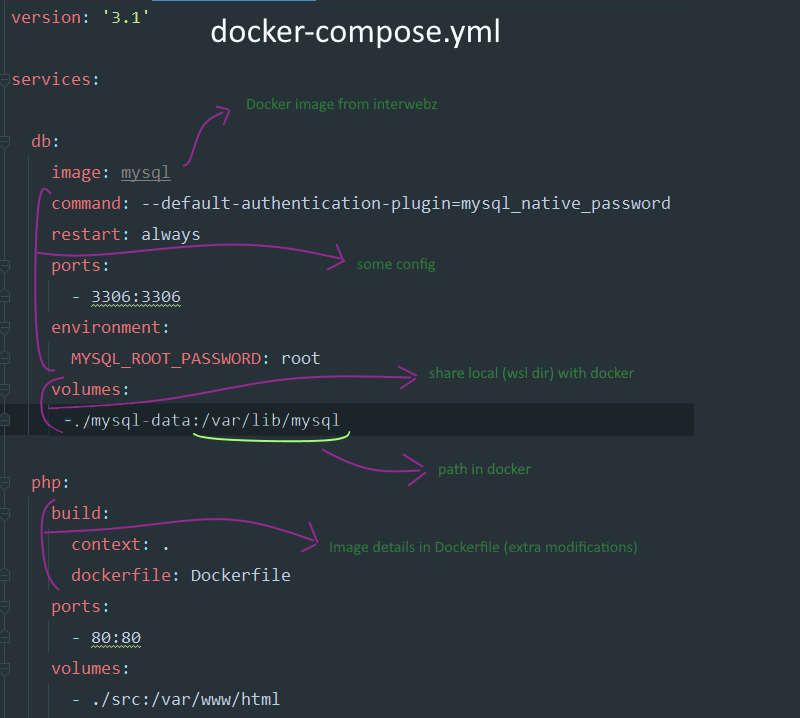 version: '3.1'
docker-compose.yml
services:
Docker image from interwebz
db:
image: mysql
command: --default-authentication-plugin=mysql_native_password
restart: always
ports:
some config
- 3306:3306
environment:
MYSQL_ROOT_PASSWORD: root
share local (wsl dir) with docker
volumes:
-./mysql-data:/var/lib/mysql
path in docker
php:
build:
context: .
Image details in Dockerfile (extra modifications)
dockerfile: Dockerfile
ports:
- 80:80
volumes:
- ./src:/var/www/html